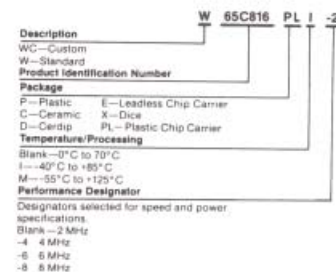 W 65C816 PL I -2
Description
WC—Custom
W—Standard
Product Identification Number
Package
P—Plastic E—Leadless Chip Carrier
C—Ceramic X—Dice
D—Cerdip PL—Plastic Chip Carrier
Temperature/Processing
Blank—0°C to 70°C
I— -40°C to +85°C
M— -55°C to +125°C
Performance Designator
Designators selected for speed and power
specifications.
Blank—2 MHz
-4 4 MHz
-6 6 MHz
-8 8 MHz